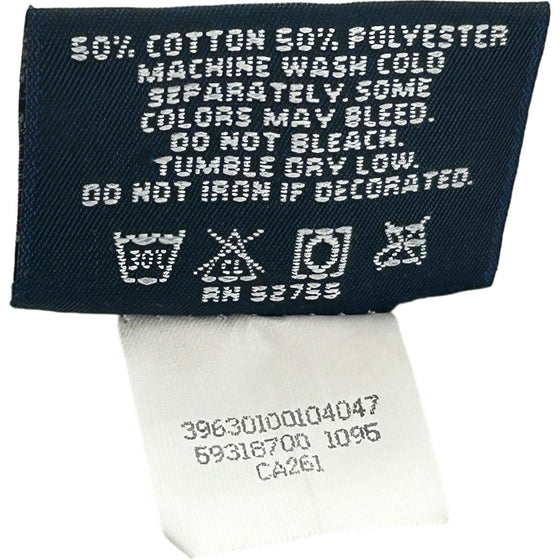 50% COTTON 50% POLYESTER
MACHINE WASH COLD
SEPARATELY. SOME
COLORS MAY BLEED.
DO NOT BLEACH.
TUMBLE DRY LOW.
DO NOT IRON IF DECORATED.
30°C CL
RN 52755
39630100104047
59318700 1095
CA261